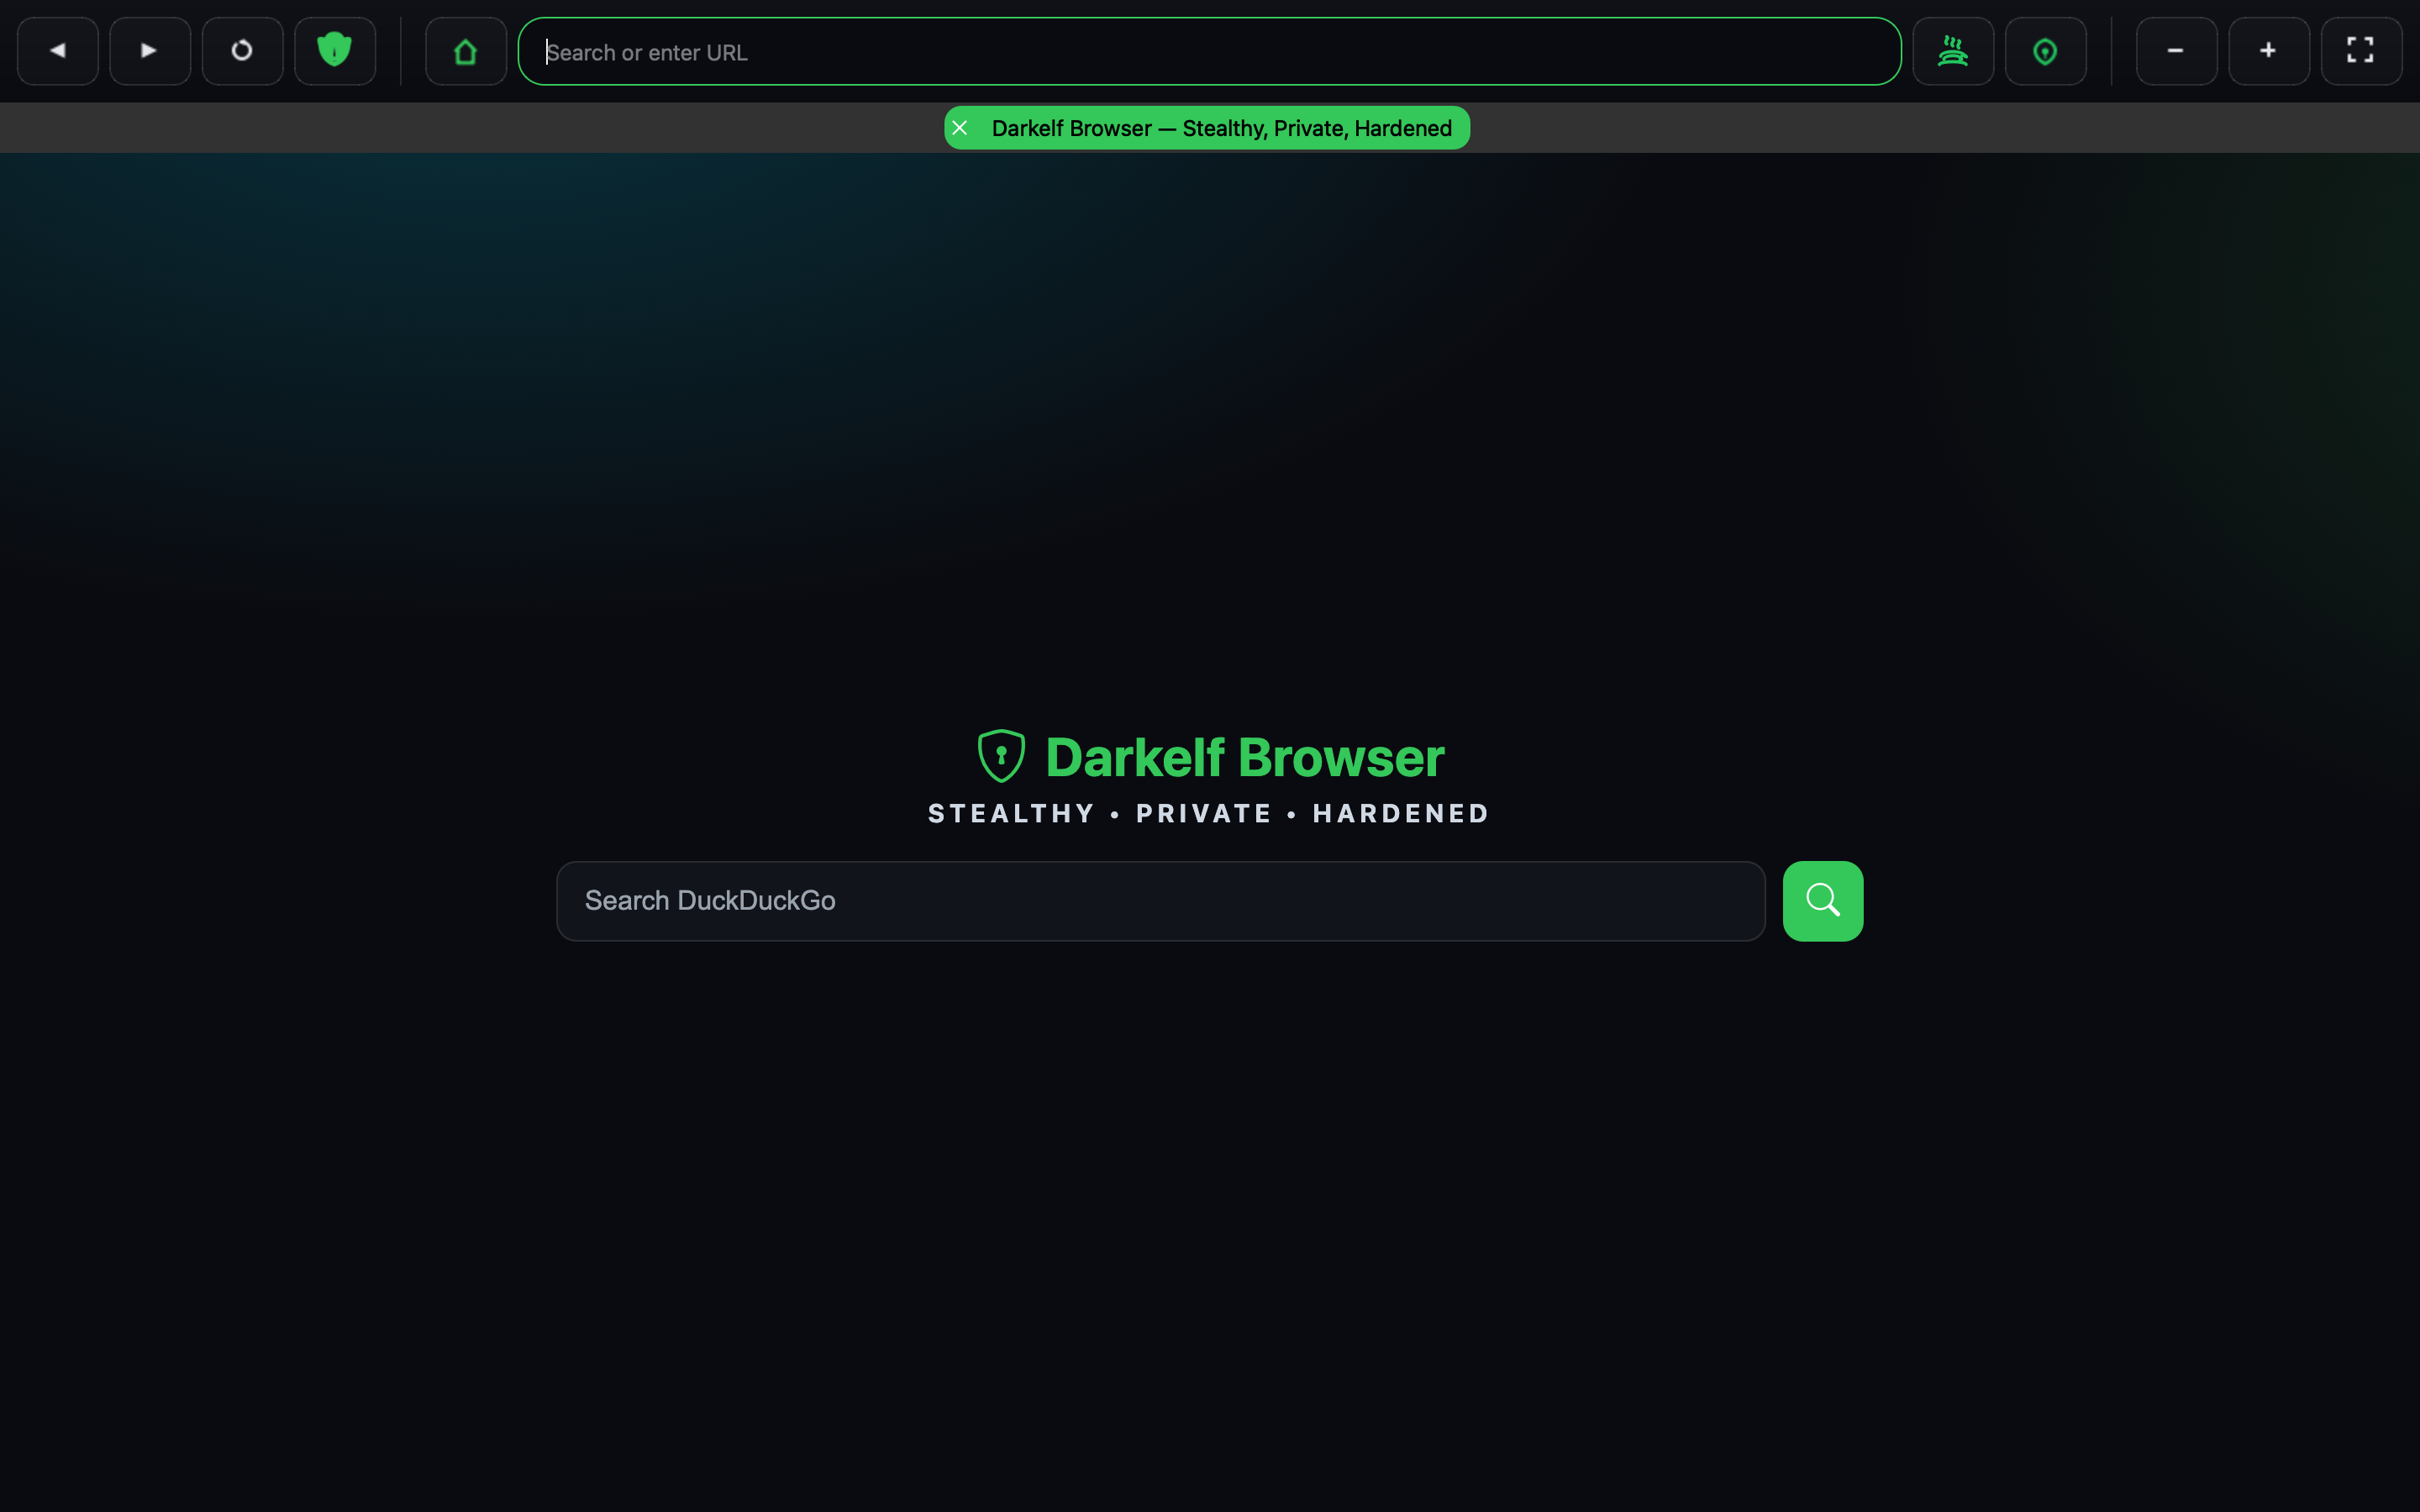 Search or enter URL
Darkelf Browser — Stealthy, Private, Hardened
Darkelf Browser
STEALTHY • PRIVATE • HARDENED
Search DuckDuckGo